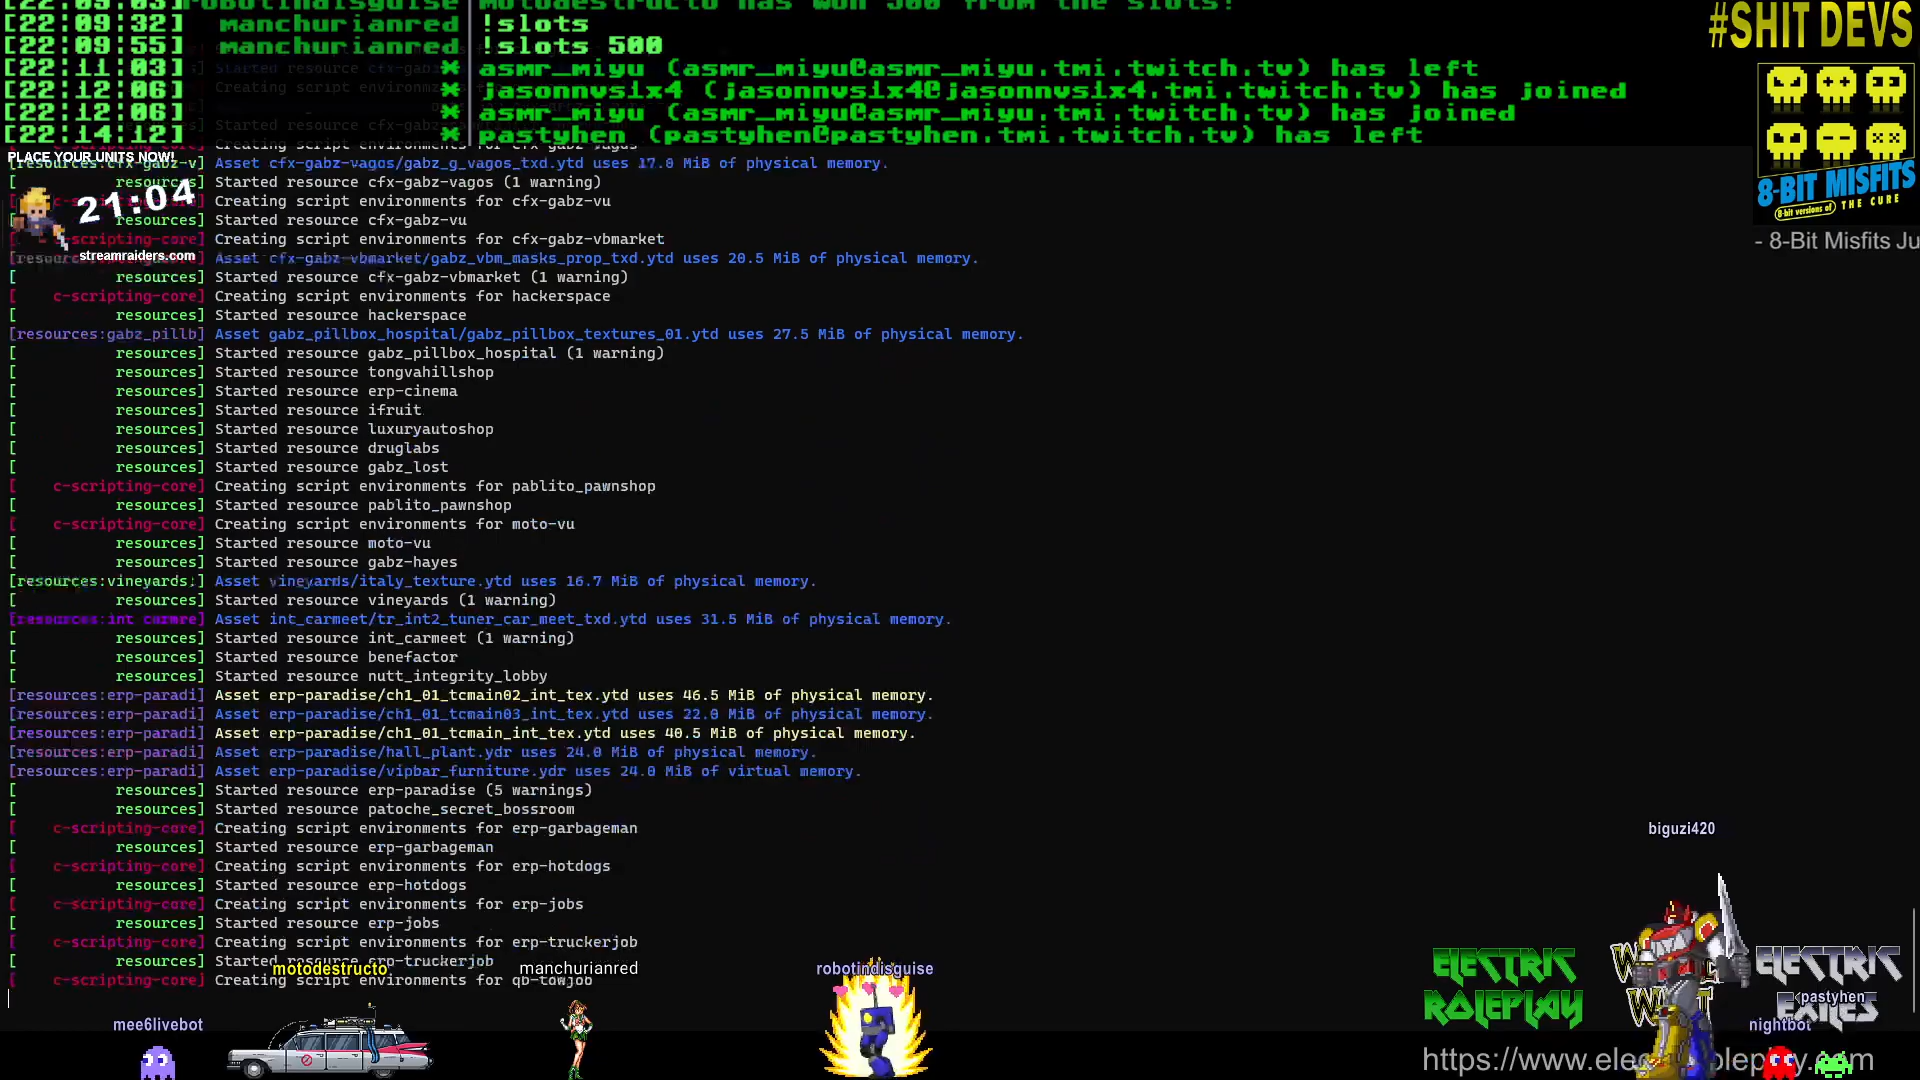 motodestructo has won 500 from the slots!
[22:09:32] manchurianred !slots
[22:09:55] manchurianred !slots 500
[22:11:03] * asmr_miyu (asmr_miyu@asmr_miyu.tmi.twitch.tv) has left
[22:12:06] * jasonnvs1x4 (jasonnvs1x4@jasonnvs1x4.tmi.twitch.tv) has joined
[22:12:06] * asmr_miyu (asmr_miyu@asmr_miyu.tmi.twitch.tv) has joined
[22:14:12] * pastyhen (pastyhen@pastyhen.tmi.twitch.tv) has left
#SHIT DEVS
8-BIT MISFITS
8-bit versions of THE CURE
- 8-Bit Misfits Ju
PLACE YOUR UNITS NOW!
21:04
streamraiders.com
[resources:cfx-gabz-v] Asset cfx-gabz-vagos/gabz_g_vagos_txd.ytd uses 17.0 MiB of physical memory.
[ resources] Started resource cfx-gabz-vagos (1 warning)
[ c-scripting-core] Creating script environments for cfx-gabz-vu
[ resources] Started resource cfx-gabz-vu
[ c-scripting-core] Creating script environments for cfx-gabz-vbmarket
Asset cfx-gabz-vbmarket/gabz_vbm_masks_prop_txd.ytd uses 20.5 MiB of physical memory.
[ resources] Started resource cfx-gabz-vbmarket (1 warning)
[ c-scripting-core] Creating script environments for hackerspace
[ resources] Started resource hackerspace
[resources:gabz_pillb] Asset gabz_pillbox_hospital/gabz_pillbox_textures_01.ytd uses 27.5 MiB of physical memory.
[ resources] Started resource gabz_pillbox_hospital (1 warning)
[ resources] Started resource tongvahillshop
[ resources] Started resource erp-cinema
[ resources] Started resource ifruit
[ resources] Started resource luxuryautoshop
[ resources] Started resource druglabs
[ resources] Started resource gabz_lost
[ c-scripting-core] Creating script environments for pablito_pawnshop
[ resources] Started resource pablito_pawnshop
[ c-scripting-core] Creating script environments for moto-vu
[ resources] Started resource moto-vu
[ resources] Started resource gabz-hayes
[resources:vineyards/] Asset vineyards/italy_texture.ytd uses 16.7 MiB of physical memory.
[ resources] Started resource vineyards (1 warning)
[resources:int_carmee] Asset int_carmeet/tr_int2_tuner_car_meet_txd.ytd uses 31.5 MiB of physical memory.
[ resources] Started resource int_carmeet (1 warning)
[ resources] Started resource benefactor
[ resources] Started resource nutt_integrity_lobby
[resources:erp-paradi] Asset erp-paradise/ch1_01_tcmain02_int_tex.ytd uses 46.5 MiB of physical memory.
[resources:erp-paradi] Asset erp-paradise/ch1_01_tcmain03_int_tex.ytd uses 22.0 MiB of physical memory.
[resources:erp-paradi] Asset erp-paradise/ch1_01_tcmain_int_tex.ytd uses 40.5 MiB of physical memory.
[resources:erp-paradi] Asset erp-paradise/hall_plant.ydr uses 24.0 MiB of physical memory.
[resources:erp-paradi] Asset erp-paradise/vipbar_furniture.ydr uses 24.0 MiB of virtual memory.
[ resources] Started resource erp-paradise (5 warnings)
[ resources] Started resource patoche_secret_bossroom
[ c-scripting-core] Creating script environments for erp-garbageman
[ resources] Started resource erp-garbageman
[ c-scripting-core] Creating script environments for erp-hotdogs
[ resources] Started resource erp-hotdogs
[ c-scripting-core] Creating script environments for erp-jobs
[ resources] Started resource erp-jobs
[ c-scripting-core] Creating script environments for erp-truckerjob
[ resources] Started resource erp-truckerjob
[ c-scripting-core] Creating script environments for qb-towjob
motodestructo
manchurianred
robotindisguise
mee6livebot
biguzi420
ELECTRIC ROLEPLAY
ELECTRIC EXILES
pastyhen
nightbot